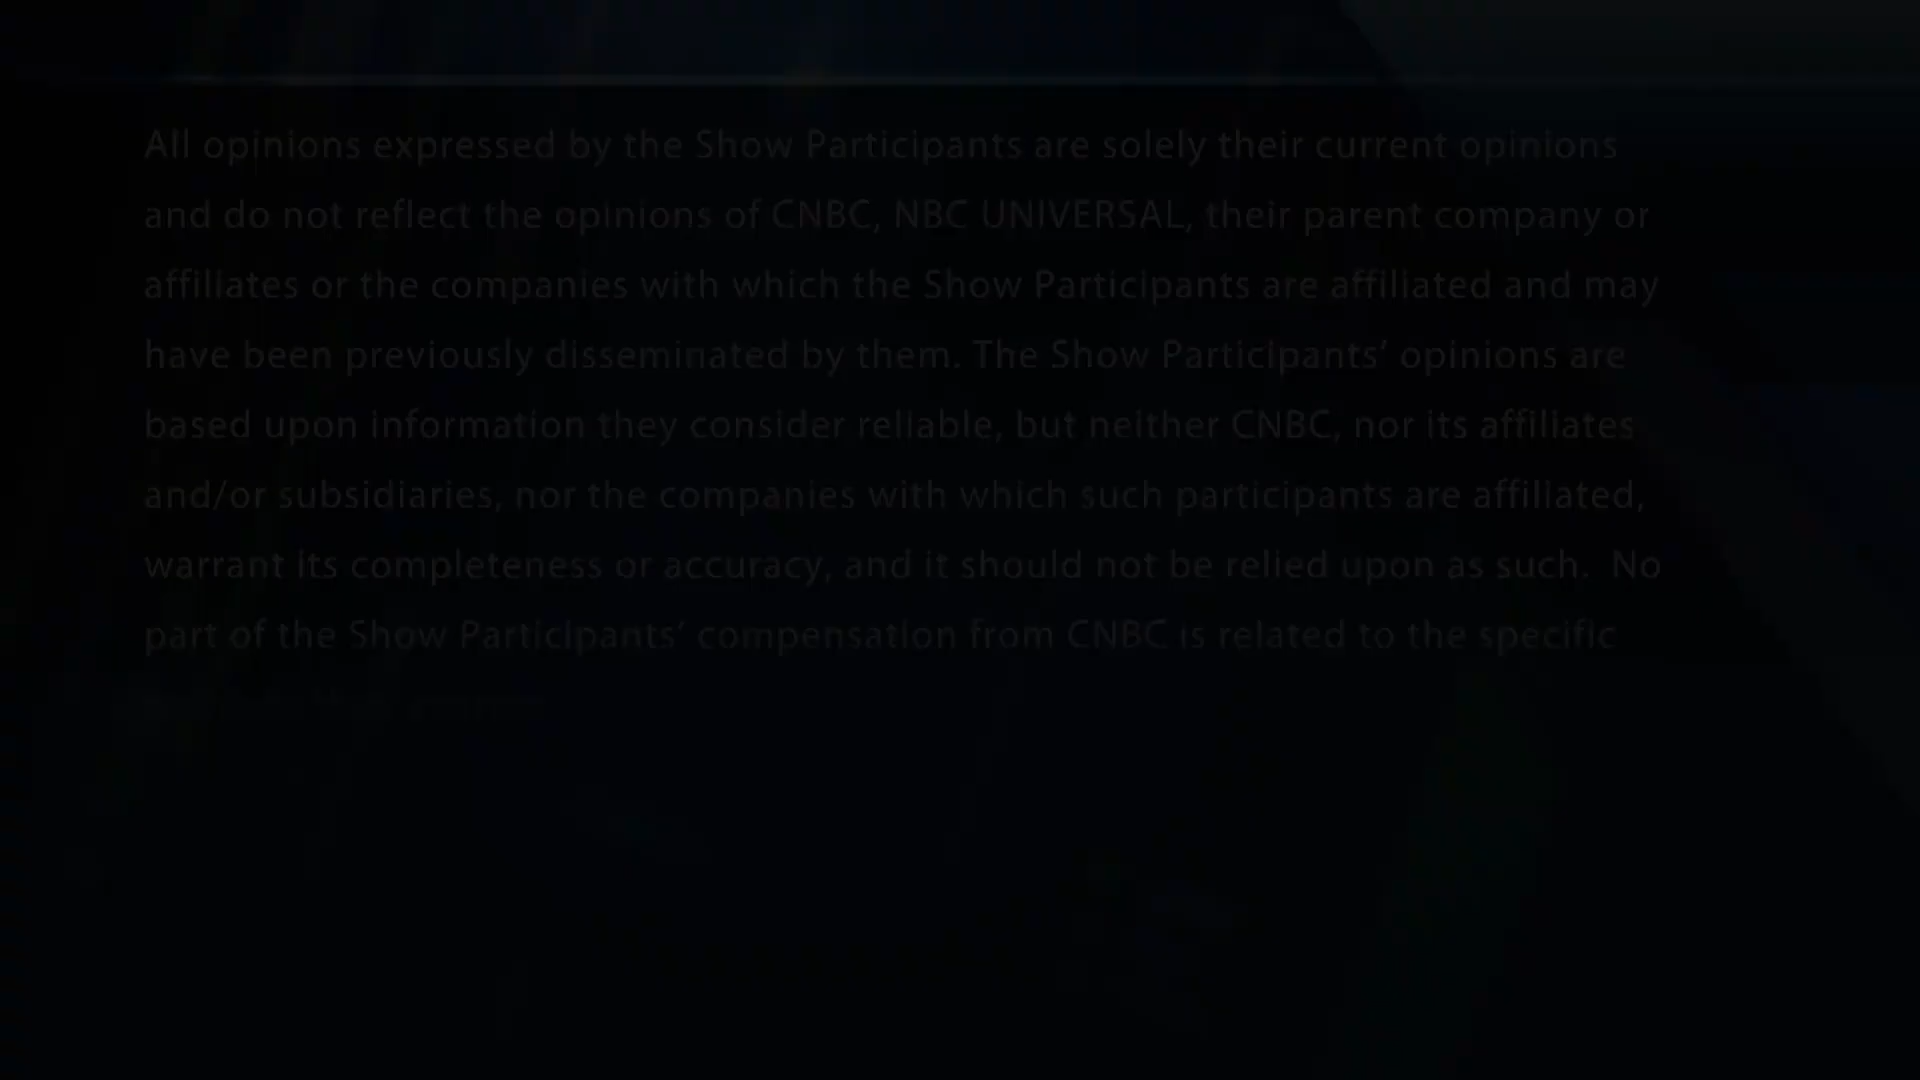 All opinions expressed by the Show Participants are solely their current opinions
and do not reflect the opinions of CNBC, NBC UNIVERSAL, their parent company or
affiliates or the companies with which the Show Participants are affiliated and may
have been previously disseminated by them. The Show Participants’ opinions are
based upon information they consider reliable, but neither CNBC, nor its affiliates
and/or subsidiaries, nor the companies with which such participants are affiliated,
warrant its completeness or accuracy, and it should not be relied upon as such.  No
part of the Show Participants’ compensation from CNBC is related to the specific